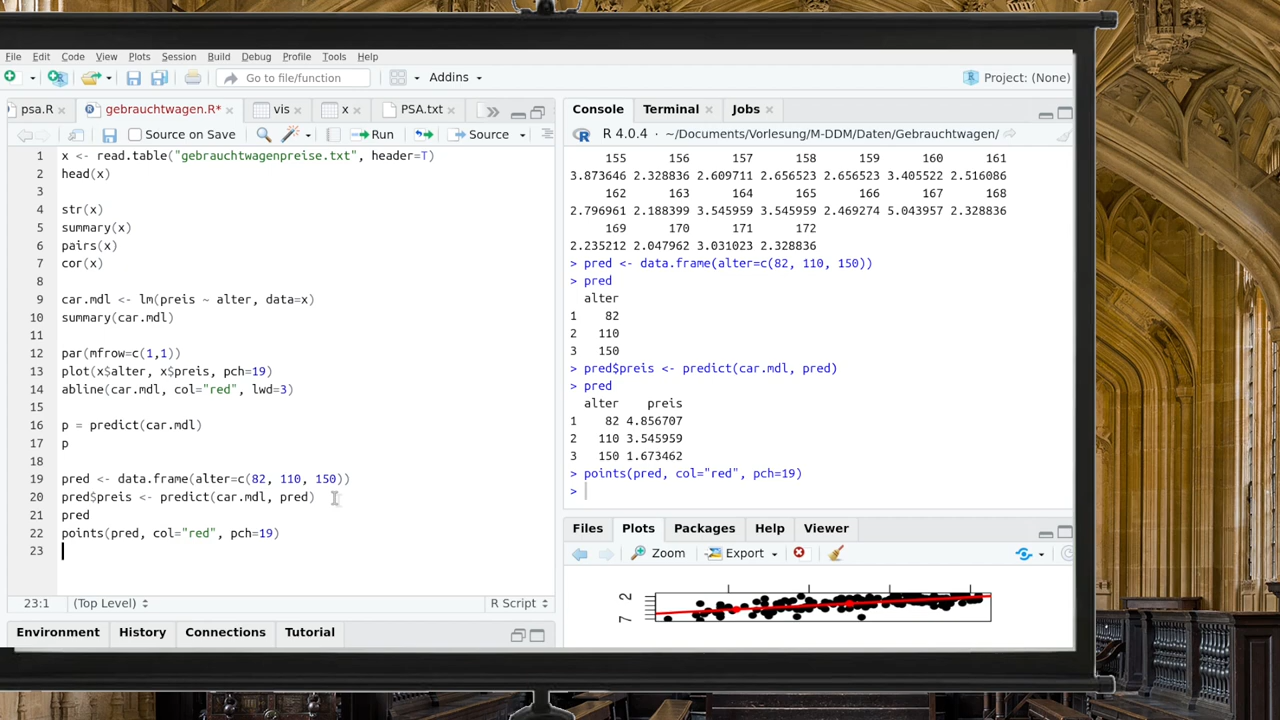 File Edit Code View Plots Session Build Debug Profile Tools Help
Go to file/function Addins Project: (None)
psa.R gebrauchtwagen.R* vis x PSA.txt
Source on Save Run Source
1 x <- read.table("gebrauchtwagenpreise.txt", header=T)
2 head(x)
3
4 str(x)
5 summary(x)
6 pairs(x)
7 cor(x)
8
9 car.mdl <- lm(preis ~ alter, data=x)
10 summary(car.mdl)
11
12 par(mfrow=c(1,1))
13 plot(x$alter, x$preis, pch=19)
14 abline(car.mdl, col="red", lwd=3)
15
16 p = predict(car.mdl)
17 p
18
19 pred <- data.frame(alter=c(82, 110, 150))
20 pred$preis <- predict(car.mdl, pred)
21 pred
22 points(pred, col="red", pch=19)
23
23:1 (Top Level) R Script
Environment History Connections Tutorial
Console Terminal Jobs
R 4.0.4 · ~/Documents/Vorlesung/M-DDM/Daten/Gebrauchtwagen/
155 156 157 158 159 160 161
3.873646 2.328836 2.609711 2.656523 2.656523 3.405522 2.516086
162 163 164 165 166 167 168
2.796961 2.188399 3.545959 3.545959 2.469274 5.043957 2.328836
169 170 171 172
2.235212 2.047962 3.031023 2.328836
> pred <- data.frame(alter=c(82, 110, 150))
> pred
alter
1 82
2 110
3 150
> pred$preis <- predict(car.mdl, pred)
> pred
alter preis
1 82 4.856707
2 110 3.545959
3 150 1.673462
> points(pred, col="red", pch=19)
>
Files Plots Packages Help Viewer
Zoom Export
2
7